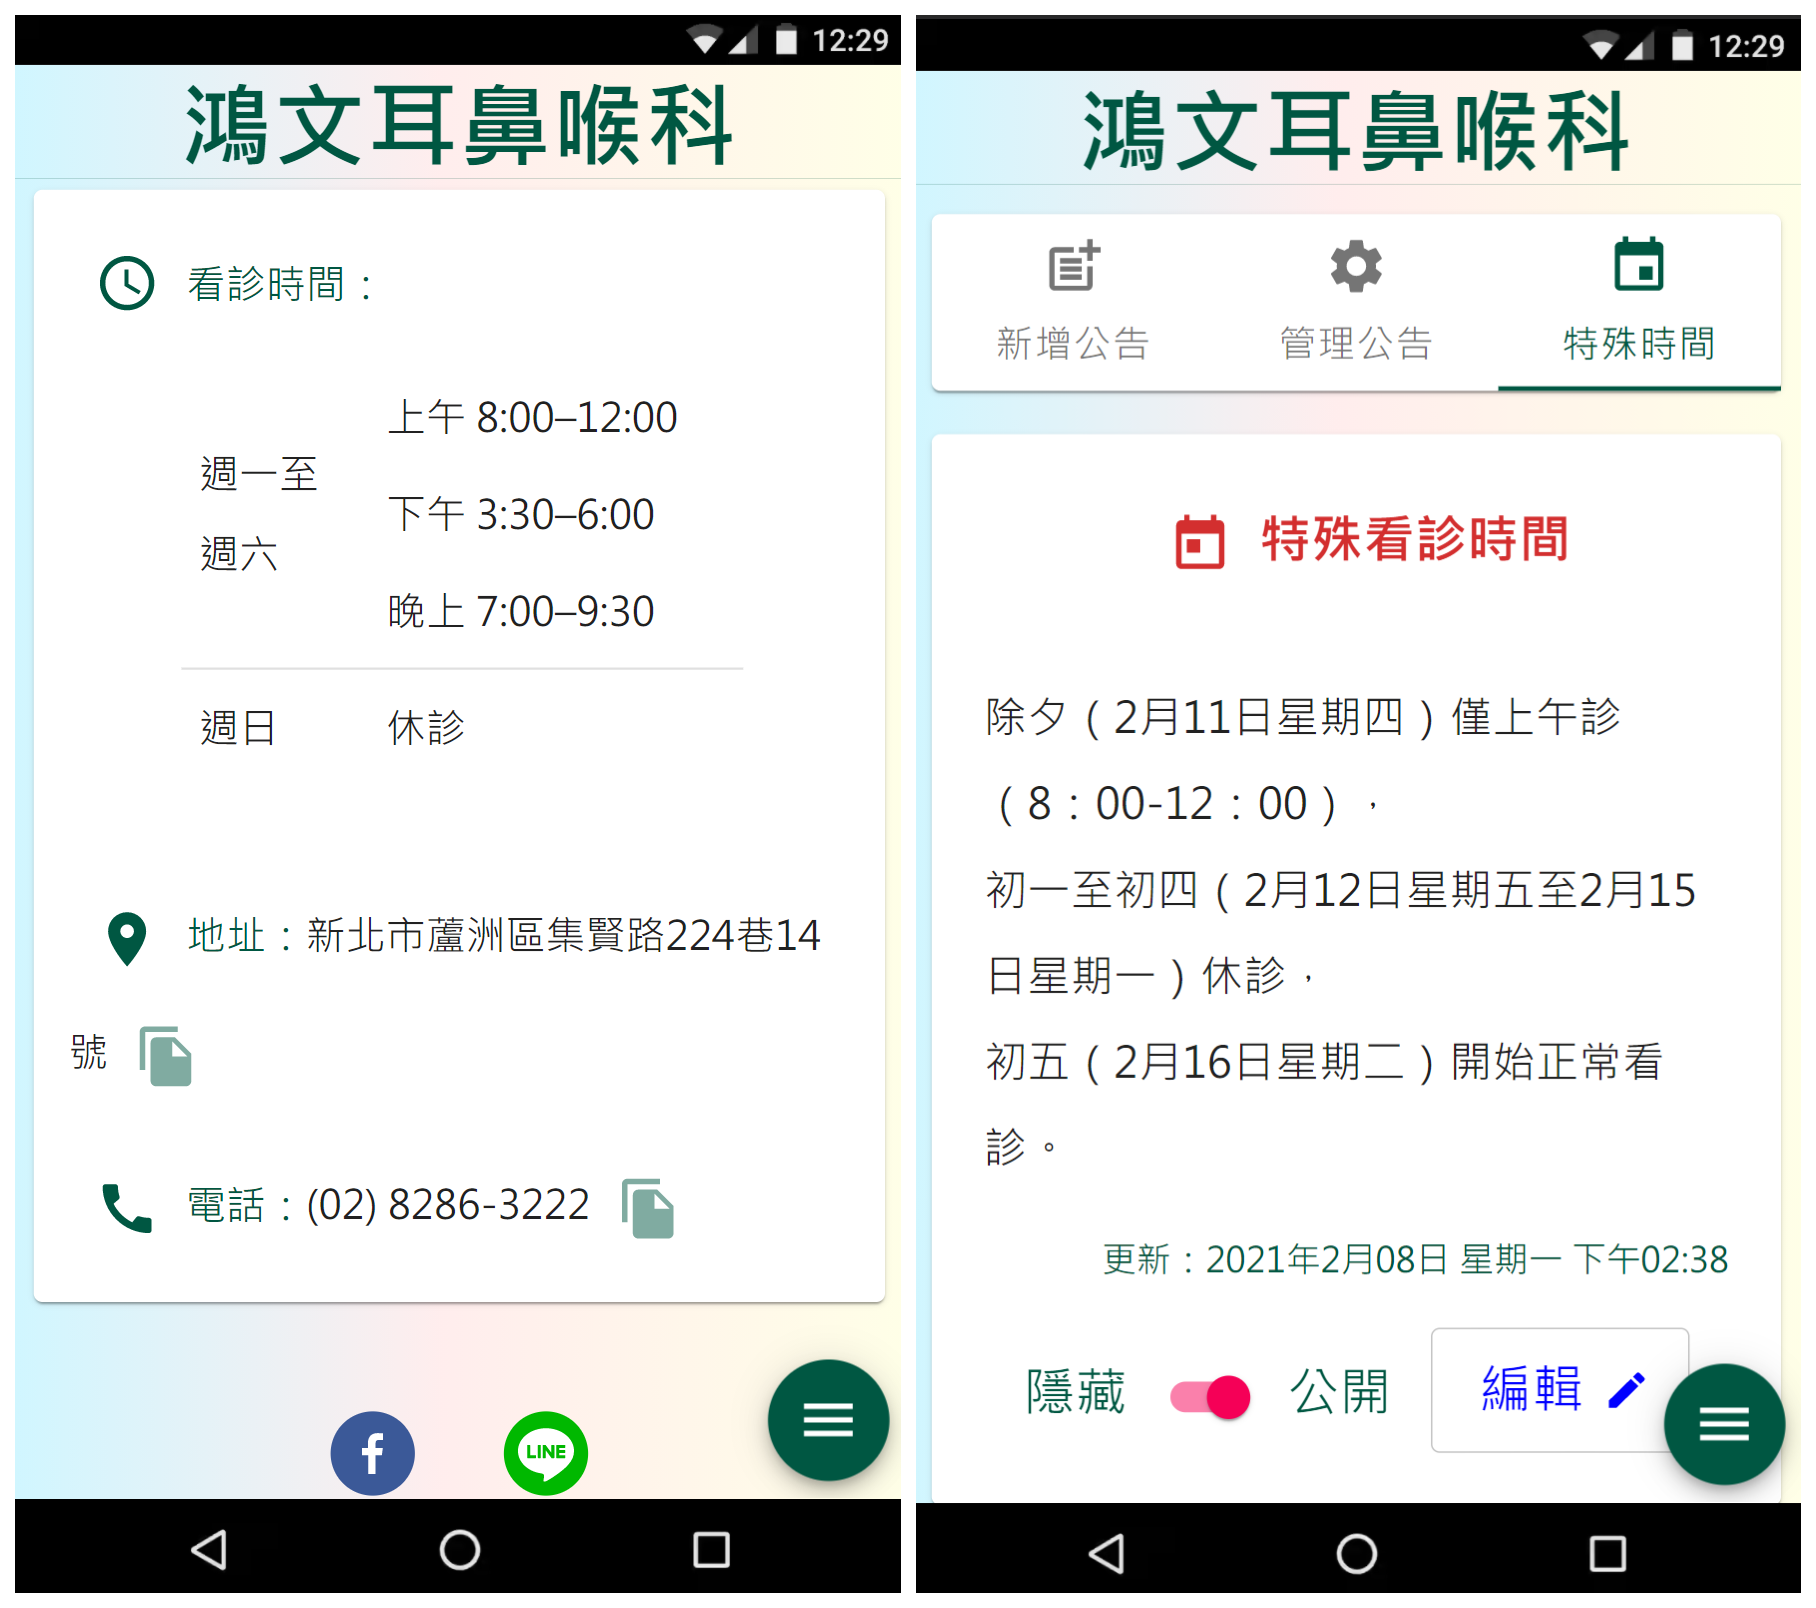 12:29
鴻文耳鼻喉科
看診時間：
週一至
週六
上午 8:00–12:00
下午 3:30–6:00
晚上 7:00–9:30
週日 休診
地址：新北市蘆洲區集賢路224巷14
號
電話：(02) 8286-3222
f
LINE
12:29
鴻文耳鼻喉科
新增公告 管理公告 特殊時間
特殊看診時間
除夕（2月11日星期四）僅上午診
（8：00-12：00），
初一至初四（2月12日星期五至2月15
日星期一）休診，
初五（2月16日星期二）開始正常看
診。
更新：2021年2月08日 星期一 下午02:38
隱藏 公開 編輯